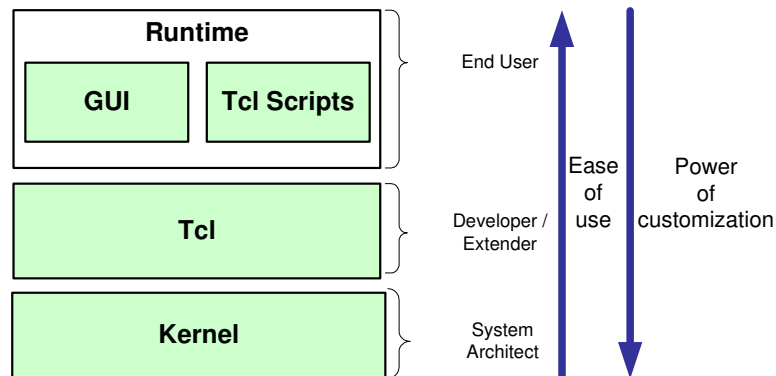 Runtime
GUI
Tcl Scripts
End User
Tcl
Developer /
Extender
Kernel
System
Architect
Ease
of
use
Power
of
customization